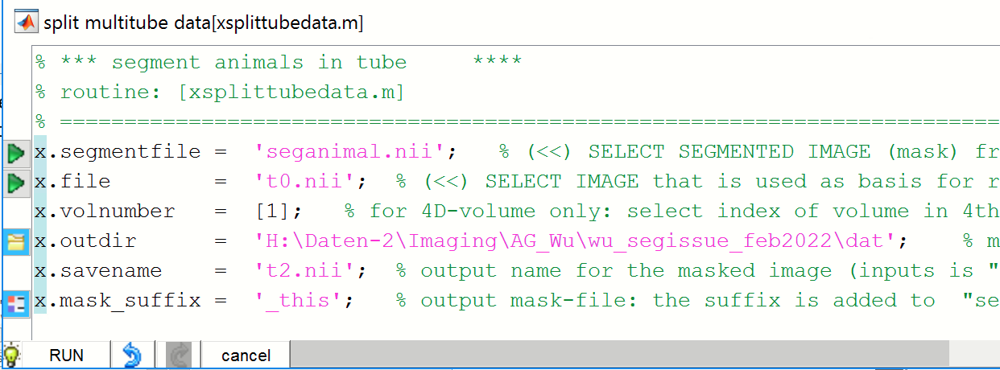 split multitube data[xsplittubedata.m]
% *** segment animals in tube     ****
% routine: [xsplittubedata.m]
% =========================================================================
x.segmentfile =  'seganimal.nii';   % (<<) SELECT SEGMENTED IMAGE (mask) fr
x.file        =  't0.nii';  % (<<) SELECT IMAGE that is used as basis for r
x.volnumber   =  [1];   % for 4D-volume only: select index of volume in 4th
x.outdir      =  'H:\Daten-2\Imaging\AG_Wu\wu_segissue_feb2022\dat';     % m
x.savename    =  't2.nii';  % output name for the masked image (inputs is "
x.mask_suffix =  '_this';   % output mask-file: the suffix is added to  "se
RUN cancel